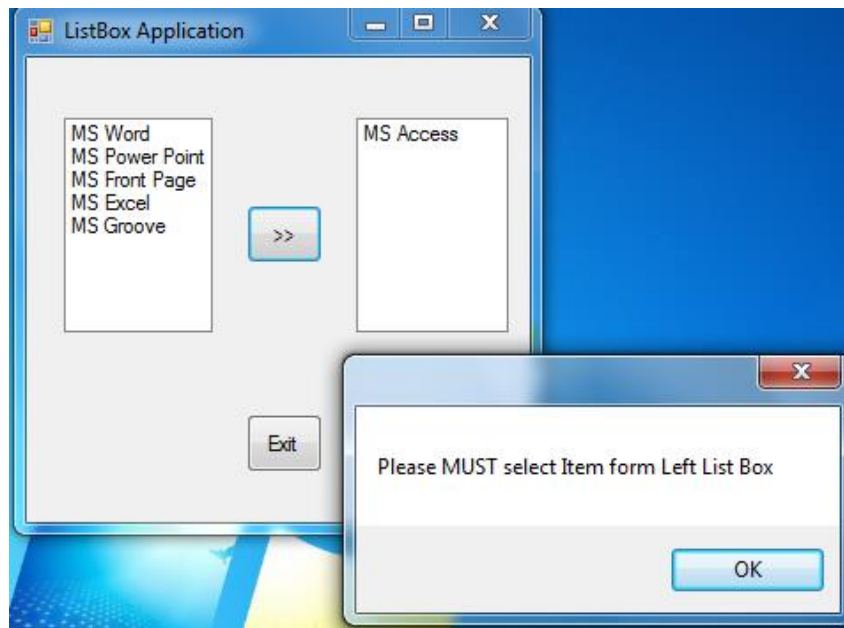 ListBox Application
MS Word
MS Power Point
MS Front Page
MS Excel
MS Groove
>>
MS Access
Exit
Please MUST select Item form Left List Box
OK